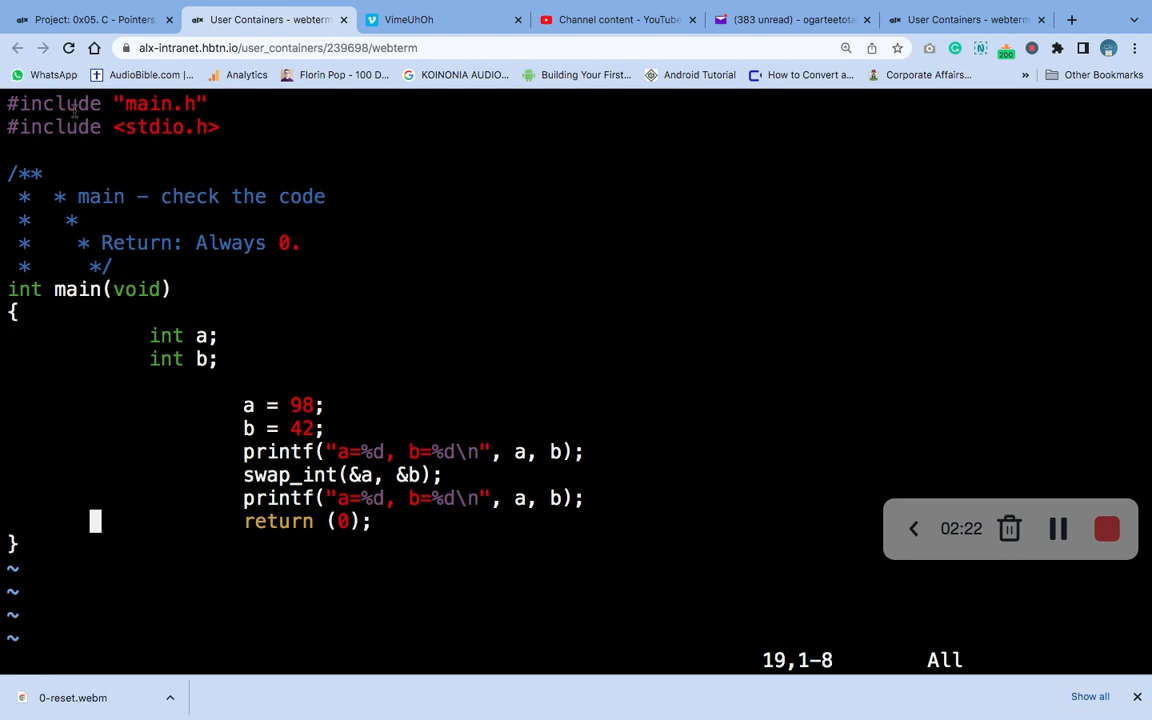 Project: 0x05. C - Pointers,
User Containers - webterm
VimeUhOh
Channel content - YouTube
(383 unread) - ogarteetota
User Containers - webterm
alx-intranet.hbtn.io/user_containers/239698/webterm
200
WhatsApp
AudioBible.com |...
Analytics
Florin Pop - 100 D...
KOINONIA AUDIO...
Building Your First...
Android Tutorial
How to Convert a...
Corporate Affairs...
»
Other Bookmarks
#include "main.h"
#include <stdio.h>
/**
* * main - check the code
* *
* * Return: Always 0.
* */
int main(void)
{
int a;
int b;
a = 98;
b = 42;
printf("a=%d, b=%d\n", a, b);
swap_int(&a, &b);
printf("a=%d, b=%d\n", a, b);
return (0);
}
~
~
~
~
02:22
19,1-8 All
0-reset.webm
Show all